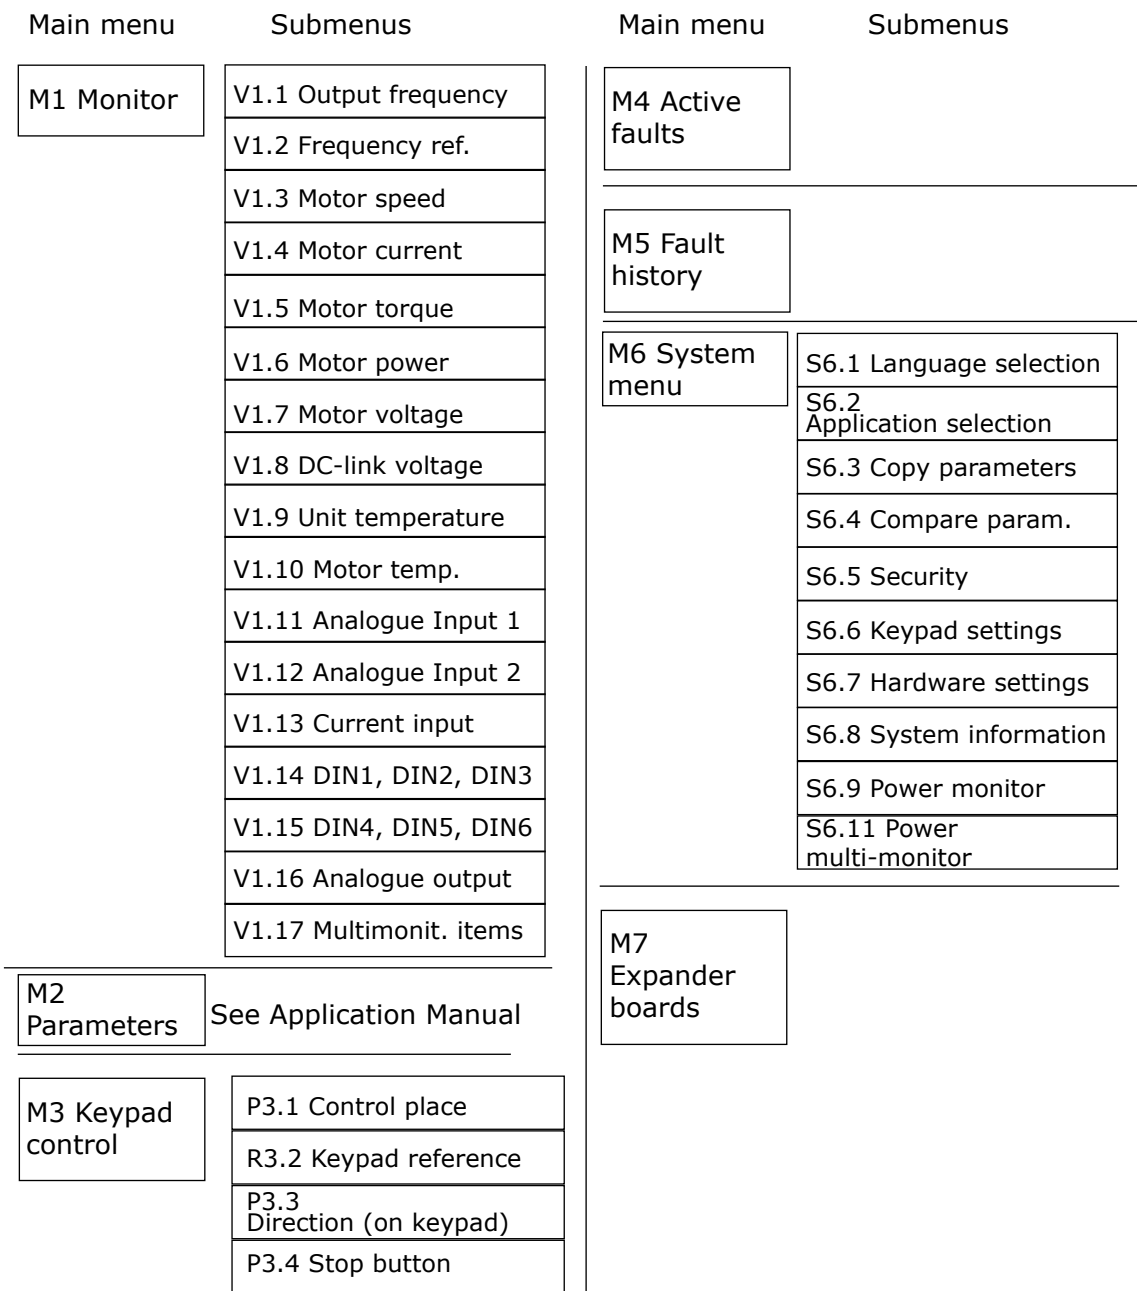 Main menu
Submenus
M1 Monitor
V1.1 Output frequency
V1.2 Frequency ref.
V1.3 Motor speed
V1.4 Motor current
V1.5 Motor torque
V1.6 Motor power
V1.7 Motor voltage
V1.8 DC-link voltage
V1.9 Unit temperature
V1.10 Motor temp.
V1.11 Analogue Input 1
V1.12 Analogue Input 2
V1.13 Current input
V1.14 DIN1, DIN2, DIN3
V1.15 DIN4, DIN5, DIN6
V1.16 Analogue output
V1.17 Multimonit. items
M2
Parameters
See Application Manual
M3 Keypad
control
P3.1 Control place
R3.2 Keypad reference
P3.3
Direction (on keypad)
P3.4 Stop button
Main menu
Submenus
M4 Active
faults
M5 Fault
history
M6 System
menu
S6.1 Language selection
S6.2
Application selection
S6.3 Copy parameters
S6.4 Compare param.
S6.5 Security
S6.6 Keypad settings
S6.7 Hardware settings
S6.8 System information
S6.9 Power monitor
S6.11 Power
multi-monitor
M7
Expander
boards